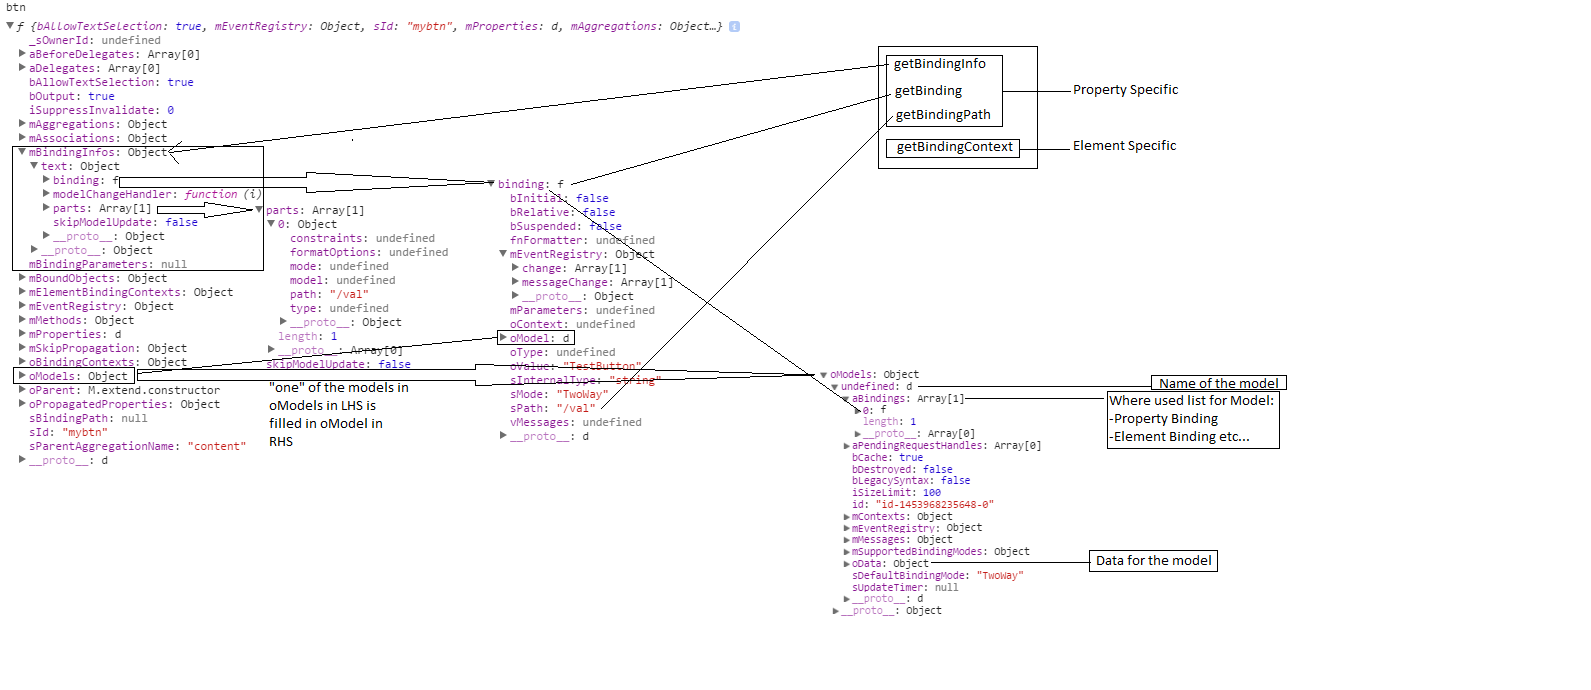 btn
ƒ {bAllowTextSelection: true, mEventRegistry: Object, sId: "mybtn", mProperties: d, mAggregations: Object…} i
_sOwnerId: undefined
aBeforeDelegates: Array[0]
aDelegates: Array[0]
bAllowTextSelection: true
bOutput: true
iSuppressInvalidate: 0
mAggregations: Object
mAssociations: Object
mBindingInfos: Object
text: Object
binding: f
modelChangeHandler: function (i)
parts: Array[1]
skipModelUpdate: false
__proto__: Object
__proto__: Object
mBindingParameters: null
mBoundObjects: Object
mElementBindingContexts: Object
mEventRegistry: Object
mMethods: Object
mProperties: d
mSkipPropagation: Object
oBindingContexts: Object
oModels: Object
oParent: M.extend.constructor
oPropagatedProperties: Object
sBindingPath: null
sId: "mybtn"
sParentAggregationName: "content"
__proto__: d
parts: Array[1]
0: Object
constraints: undefined
formatOptions: undefined
mode: undefined
model: undefined
path: "/val"
type: undefined
__proto__: Object
length: 1
__proto__: Array[0]
skipModelUpdate: false
"one" of the models in
oModels in LHS is
filled in oModel in
RHS
binding: f
bInitial: false
bRelative: false
bSuspended: false
fnFormatter: undefined
mEventRegistry: Object
change: Array[1]
messageChange: Array[1]
__proto__: Object
mParameters: undefined
oContext: undefined
oModel: d
oType: undefined
oValue: "TestButton"
sInternalType: "string"
sMode: "TwoWay"
sPath: "/val"
vMessages: undefined
__proto__: d
getBindingInfo
getBinding
getBindingPath
getBindingContext
Property Specific
Element Specific
oModels: Object
undefined: d
aBindings: Array[1]
0: f
length: 1
__proto__: Array[0]
aPendingRequestHandles: Array[0]
bCache: true
bDestroyed: false
bLegacySyntax: false
iSizeLimit: 100
id: "id-1453968235648-0"
mContexts: Object
mEventRegistry: Object
mMessages: Object
mSupportedBindingModes: Object
oData: Object
sDefaultBindingMode: "TwoWay"
sUpdateTimer: null
__proto__: d
__proto__: Object
Name of the model
Where used list for Model:
-Property Binding
-Element Binding etc...
Data for the model